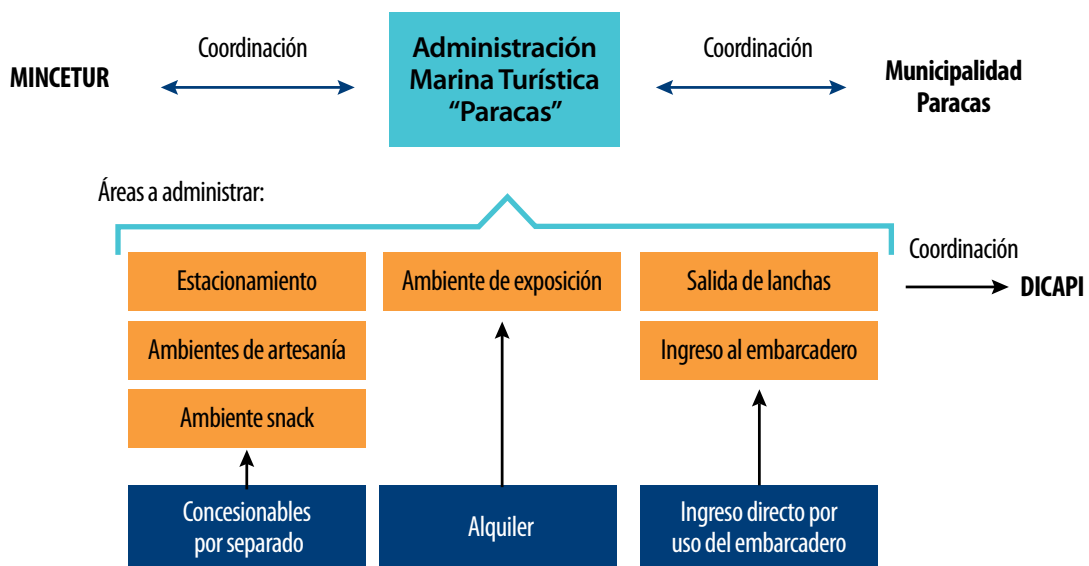 MINCETUR
Coordinación
Administración
Marina Turística
“Paracas”
Coordinación
Municipalidad
Paracas
Áreas a administrar:
Estacionamiento
Ambientes de artesanía
Ambiente snack
Concesionables
por separado
Ambiente de exposición
Alquiler
Salida de lanchas
Ingreso al embarcadero
Ingreso directo por
uso del embarcadero
Coordinación
DICAPI